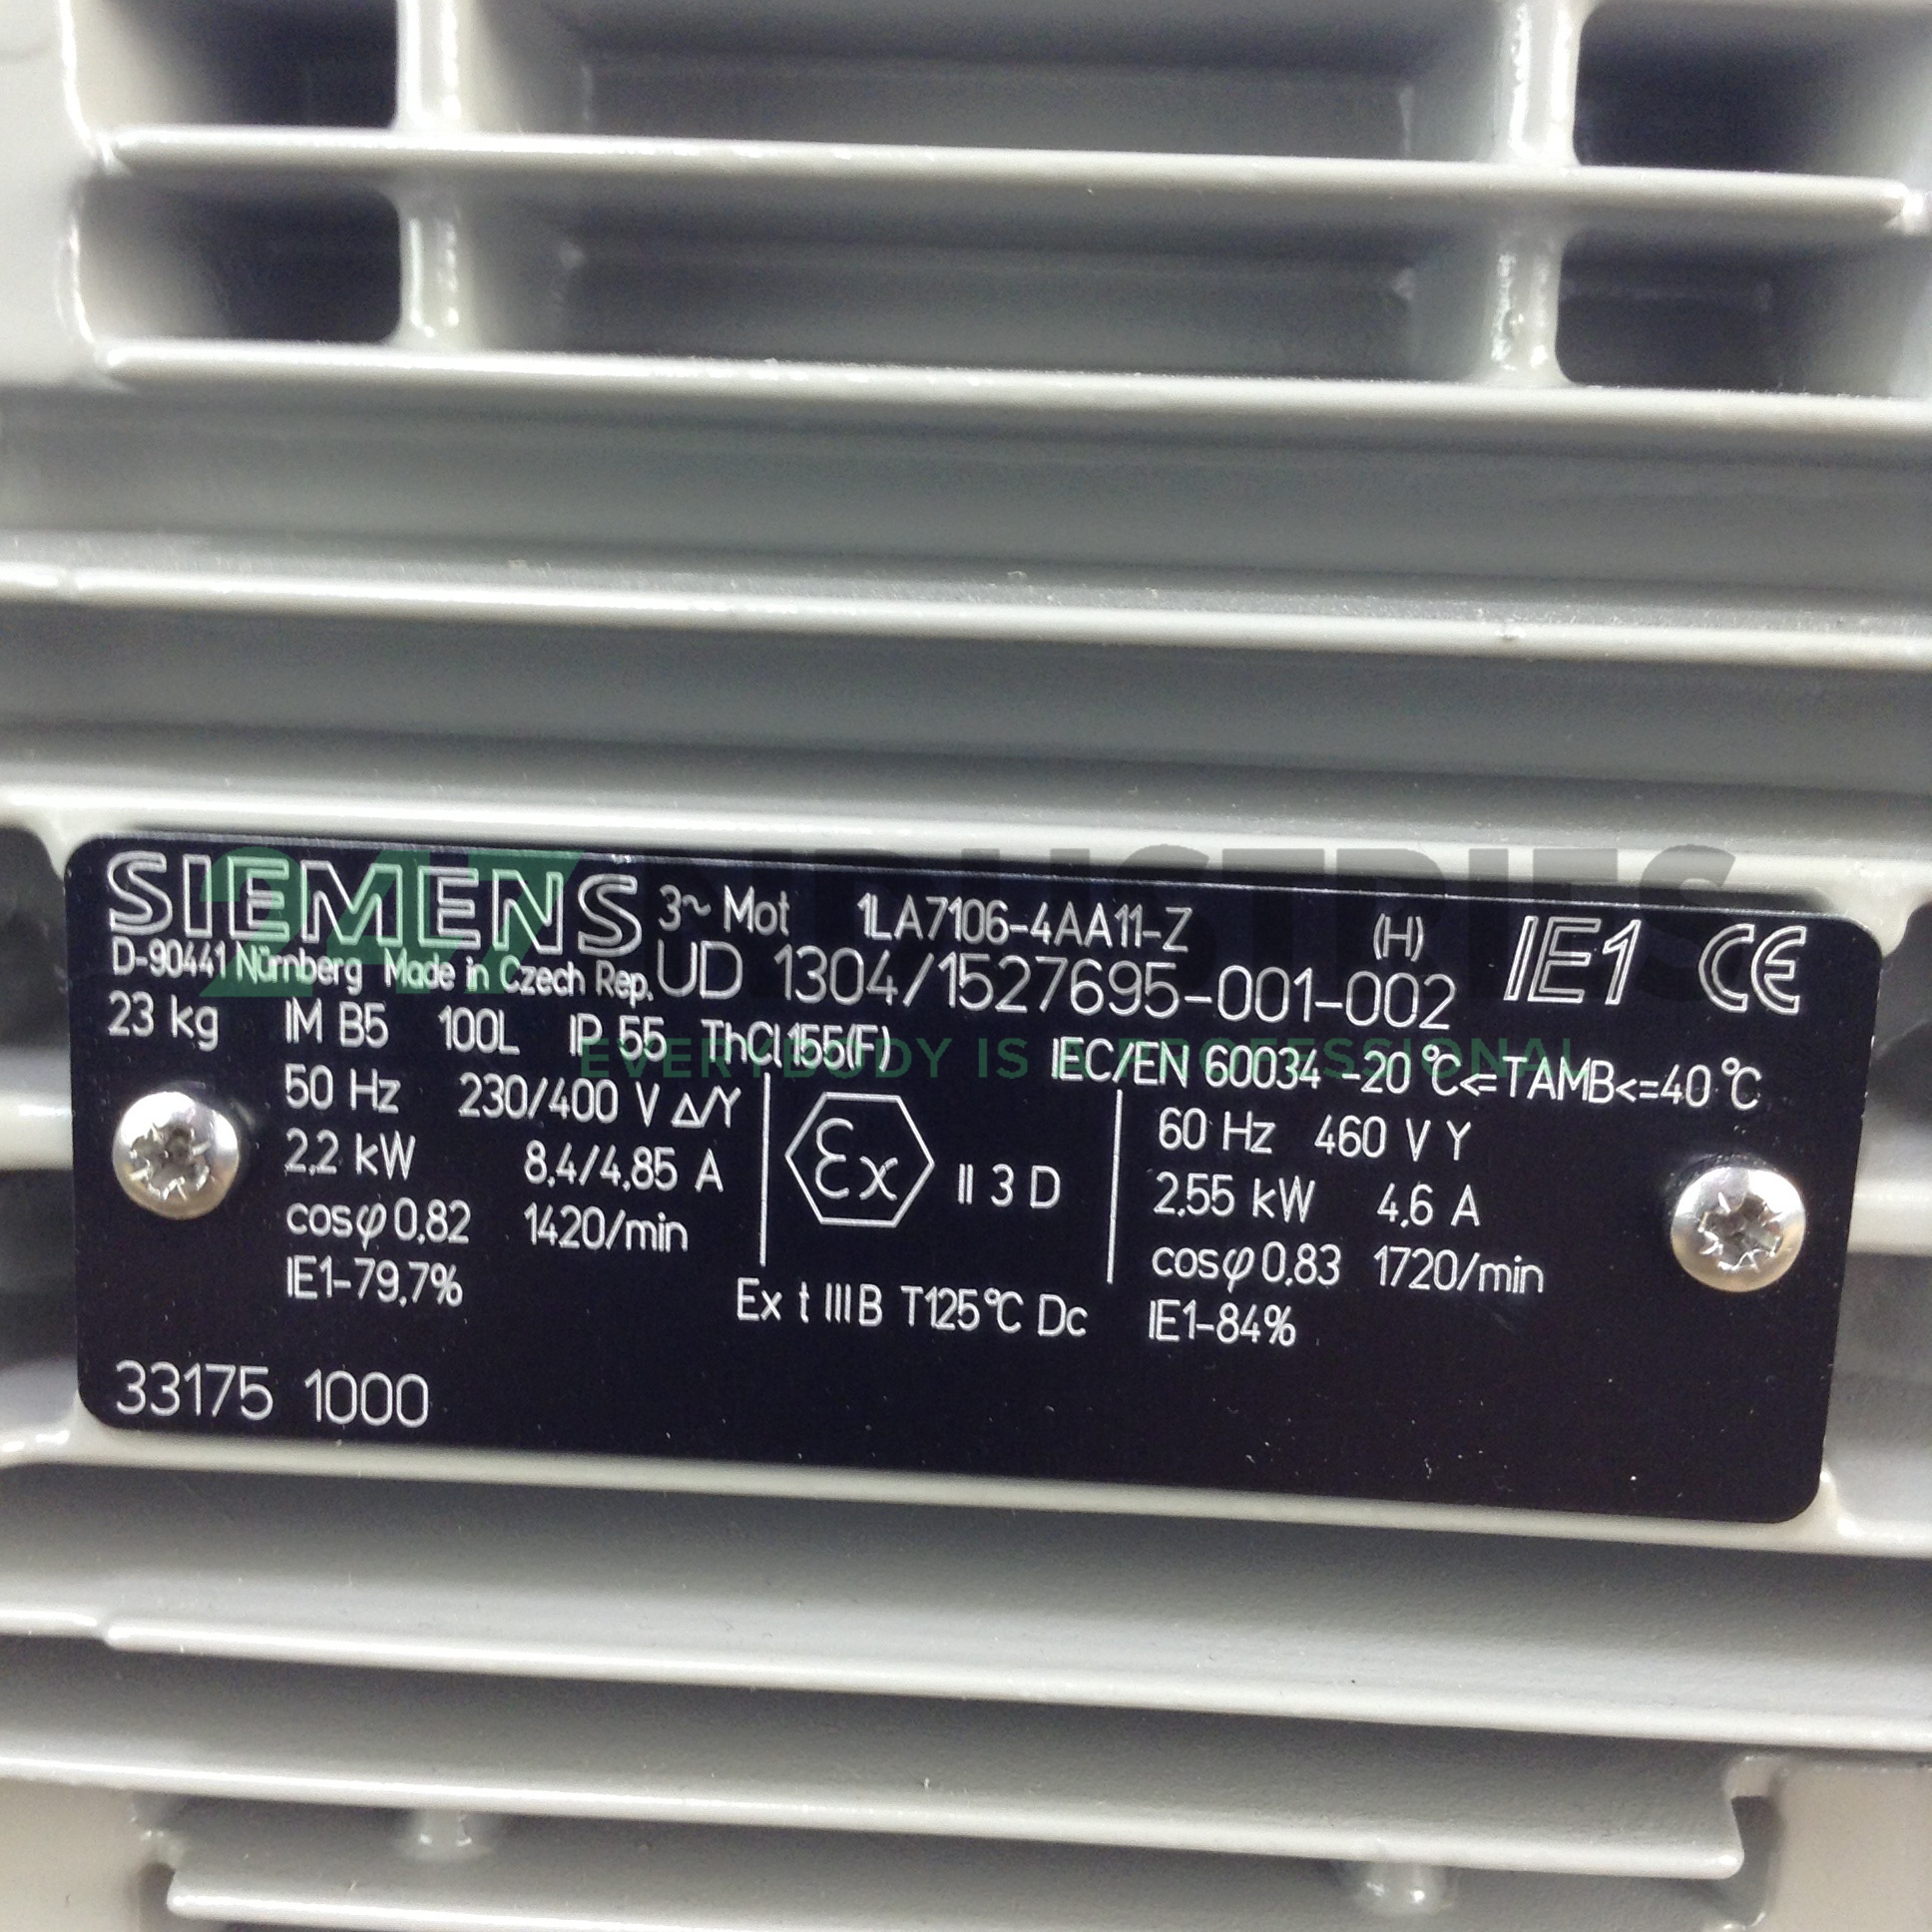 SIEMENS 3~ Mot 1LA7106-4AA11-Z (H) IE1 CE
D-90441 Nürnberg Made in Czech Rep. UD 1304/1527695-001-002
23 kg IM B5 100L IP 55 ThCl.155(F) IEC/EN 60034 -20°C<=TAMB<=40°C
50 Hz 230/400 V Δ/Y
2,2 kW 8,4/4,85 A
cosφ 0,82 1420/min
IE1-79,7%
Ex II 3 D
Ex t IIIB T125°C Dc
60 Hz 460 V Y
2,55 kW 4,6 A
cosφ 0,83 1720/min
IE1-84%
33175 1000
247 INDUSTRIES
EVERYBODY IS A PROFESSIONAL